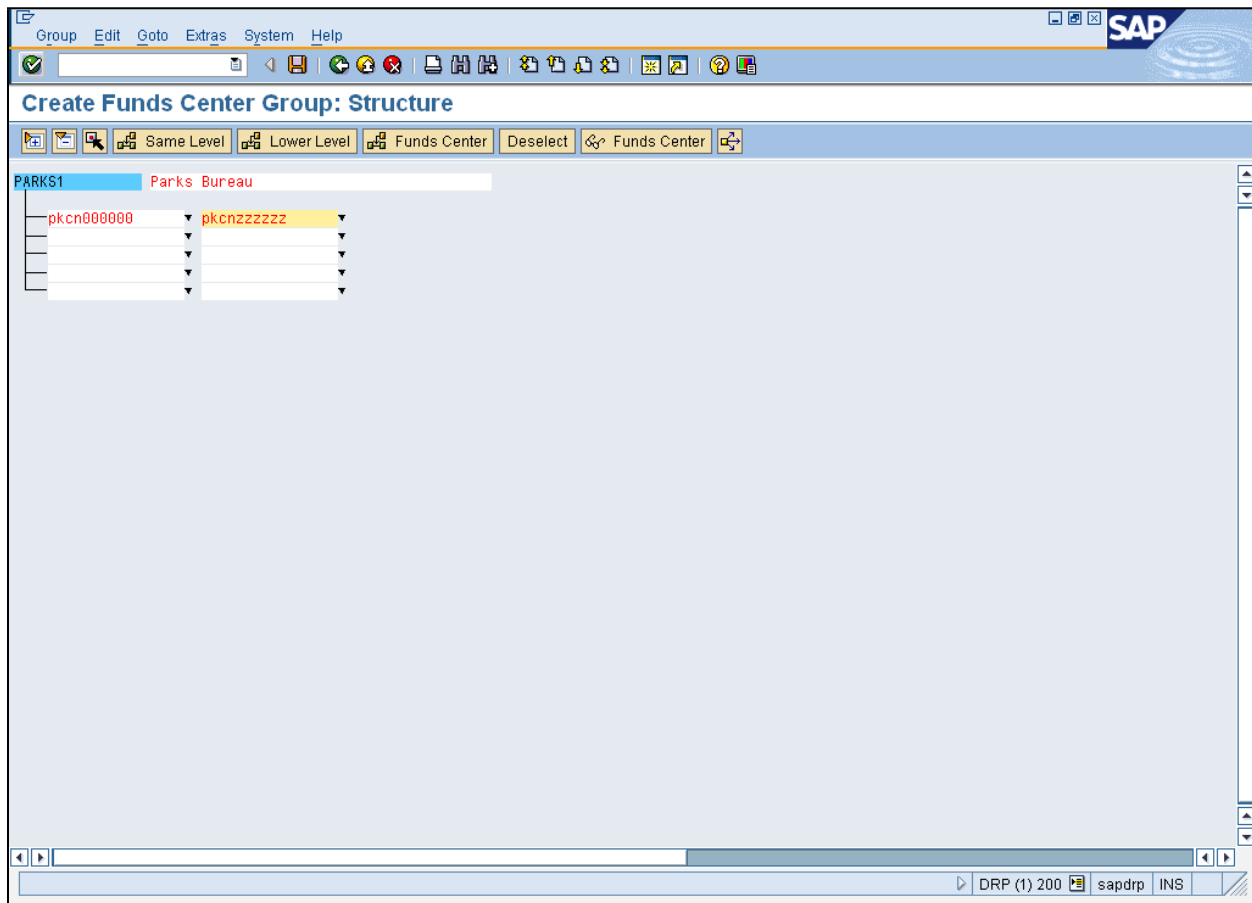 Group Edit Goto Extras System Help
SAP
Create Funds Center Group: Structure
Same Level Lower Level Funds Center Deselect Funds Center
PARKS1 Parks Bureau
pkcn000000 pkcnzzzzzz
DRP (1) 200 sapdrp INS